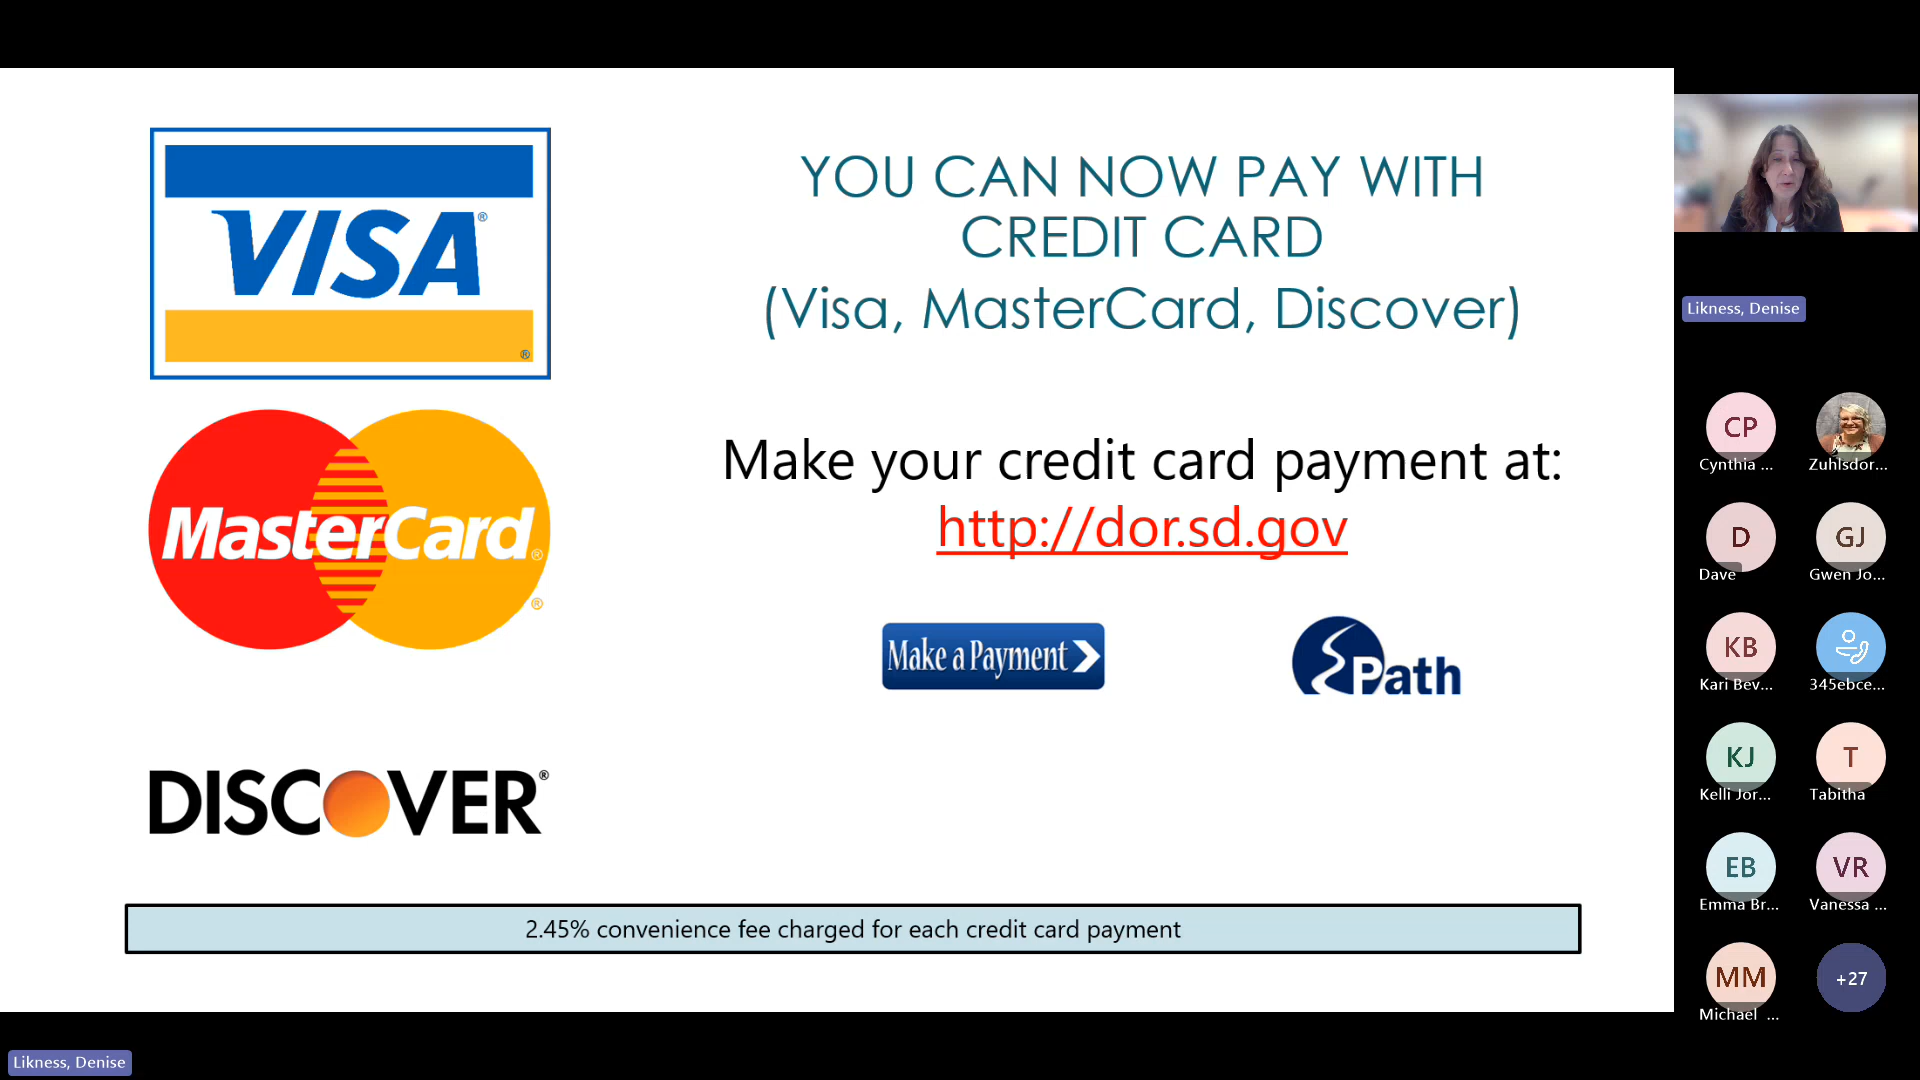 VISA
MasterCard
DISCOVER
YOU CAN NOW PAY WITH
CREDIT CARD
(Visa, MasterCard, Discover)
Make your credit card payment at:
http://dor.sd.gov
Make a Payment
Path
2.45% convenience fee charged for each credit card payment
Likness, Denise
CP
Cynthia ...
Zuhlsdor...
D
Dave
GJ
Gwen Jo...
KB
Kari Bev...
345ebce...
KJ
Kelli Jor...
T
Tabitha
EB
Emma Br...
VR
Vanessa ...
MM
Michael ...
+27
Likness, Denise